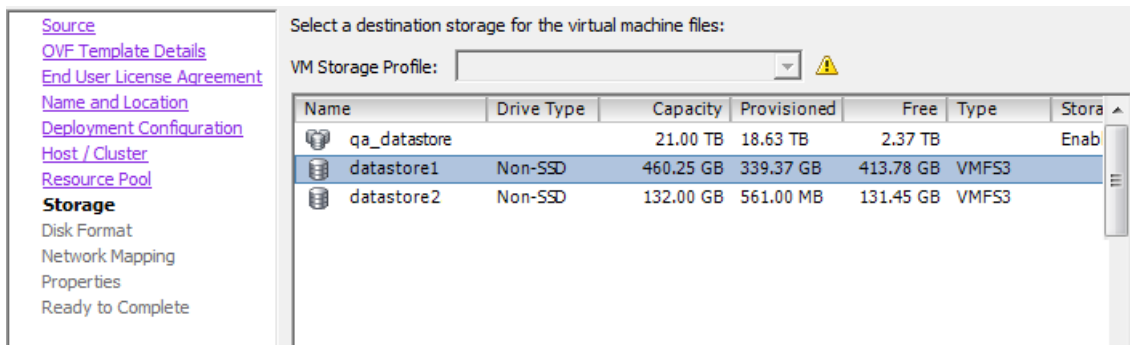 Source
OVF Template Details
End User License Agreement
Name and Location
Deployment Configuration
Host / Cluster
Resource Pool
Storage
Disk Format
Network Mapping
Properties
Ready to Complete
Select a destination storage for the virtual machine files:
VM Storage Profile:
Name Drive Type Capacity Provisioned Free Type Stora
qa_datastore 21.00 TB 18.63 TB 2.37 TB Enab
datastore1 Non-SSD 460.25 GB 339.37 GB 413.78 GB VMFS3
datastore2 Non-SSD 132.00 GB 561.00 MB 131.45 GB VMFS3